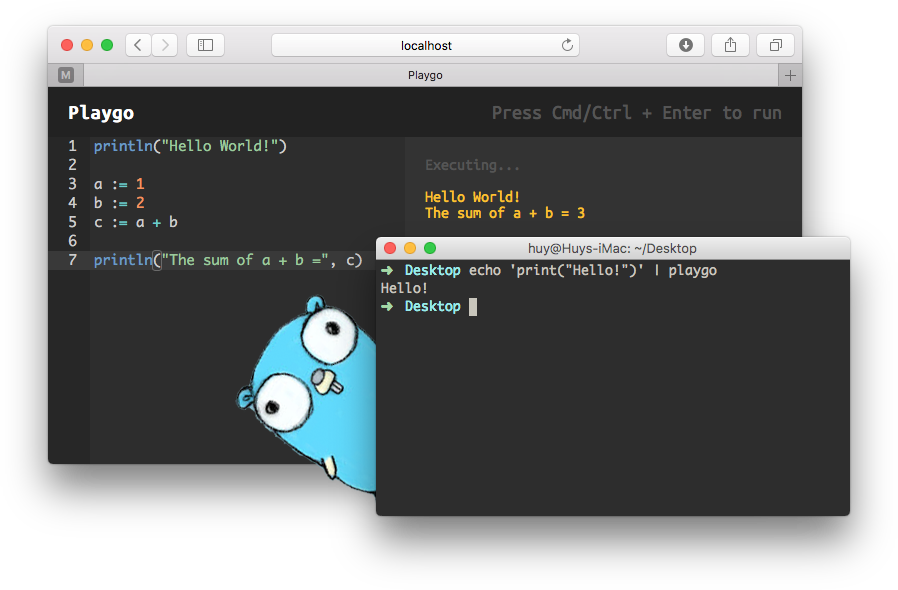 localhost
M
Playgo
Playgo
Press Cmd/Ctrl + Enter to run
1 println("Hello World!")
2
3 a := 1
4 b := 2
5 c := a + b
6
7 println("The sum of a + b =", c)
Executing...
Hello World!
The sum of a + b = 3
huy@Huys-iMac: ~/Desktop
➜ Desktop echo 'print("Hello!")' | playgo
Hello!
➜ Desktop